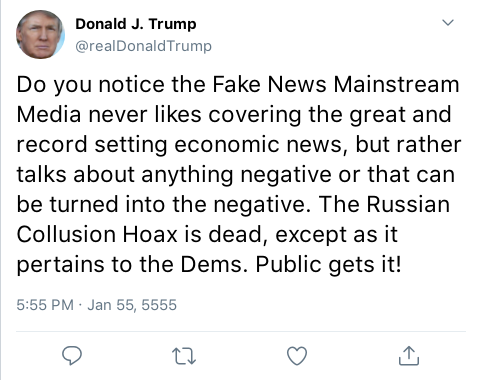 Donald J. Trump
@realDonaldTrump
Do you notice the Fake News Mainstream
Media never likes covering the great and
record setting economic news, but rather
talks about anything negative or that can
be turned into the negative. The Russian
Collusion Hoax is dead, except as it
pertains to the Dems. Public gets it!
5:55 PM · Jan 55, 5555